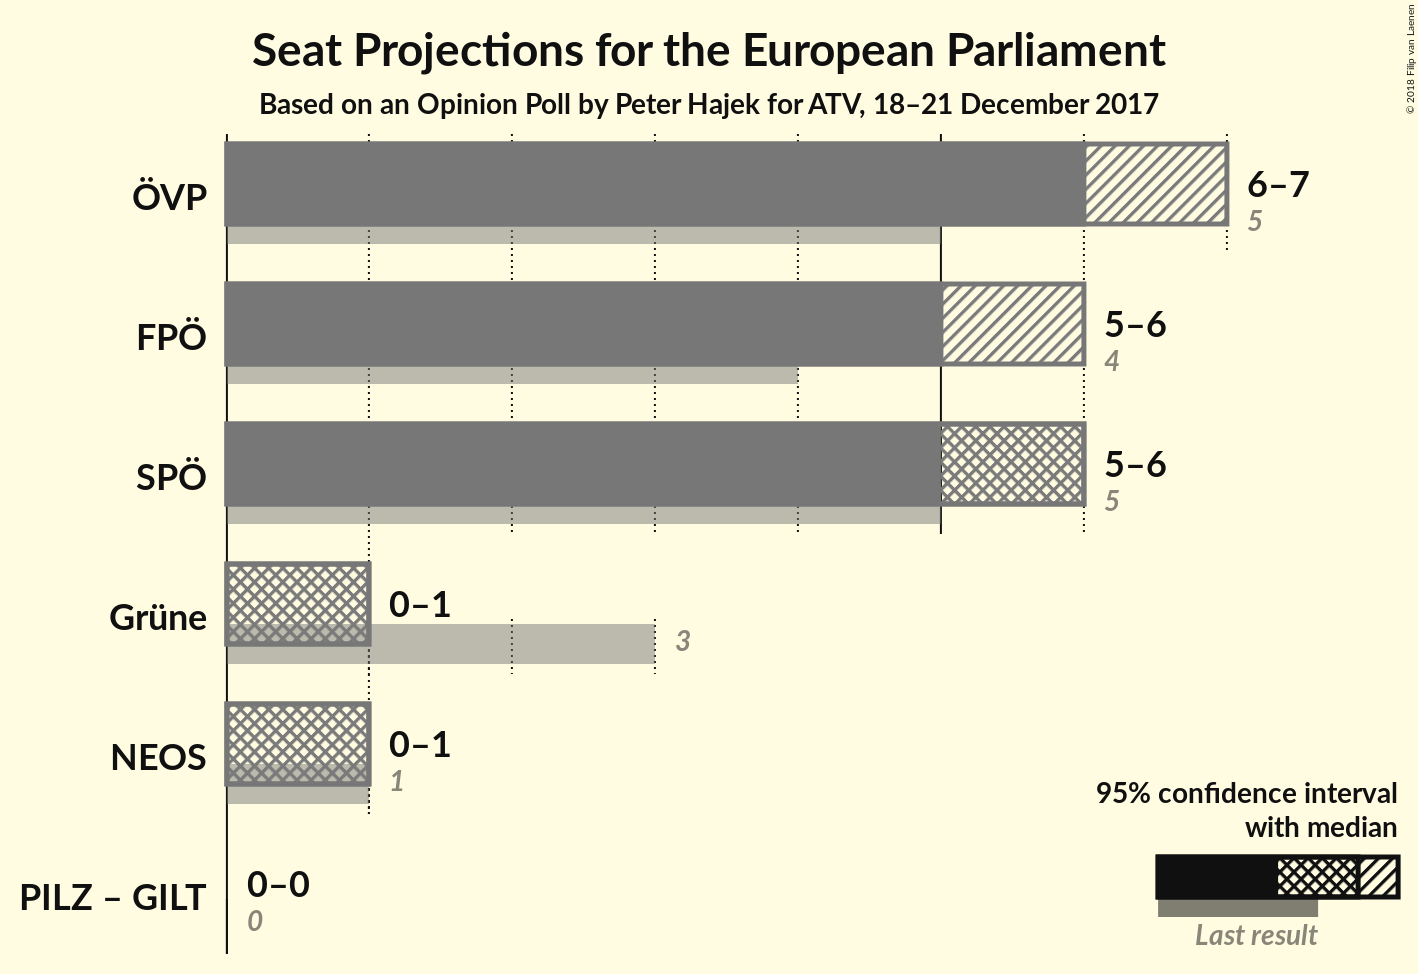 Seat Projections for the European Parliament
Based on an Opinion Poll by Peter Hajek for ATV, 18–21 December 2017
© 2018 Filip van Laenen
ÖVP
6–7
5
FPÖ
5–6
4
SPÖ
5–6
5
Grüne
0–1
3
NEOS
0–1
1
PILZ – GILT
0–0
0
95% confidence interval
with median
Last result